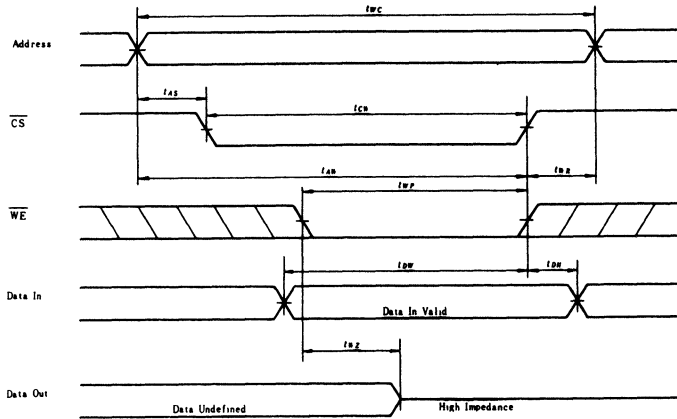 tWC
Address
tAS
tCW
CS
tAW
tWR
tWP
WE
tDW
tDH
Data In
Data In Valid
tWZ
Data Out
Data Undefined
High Impedance